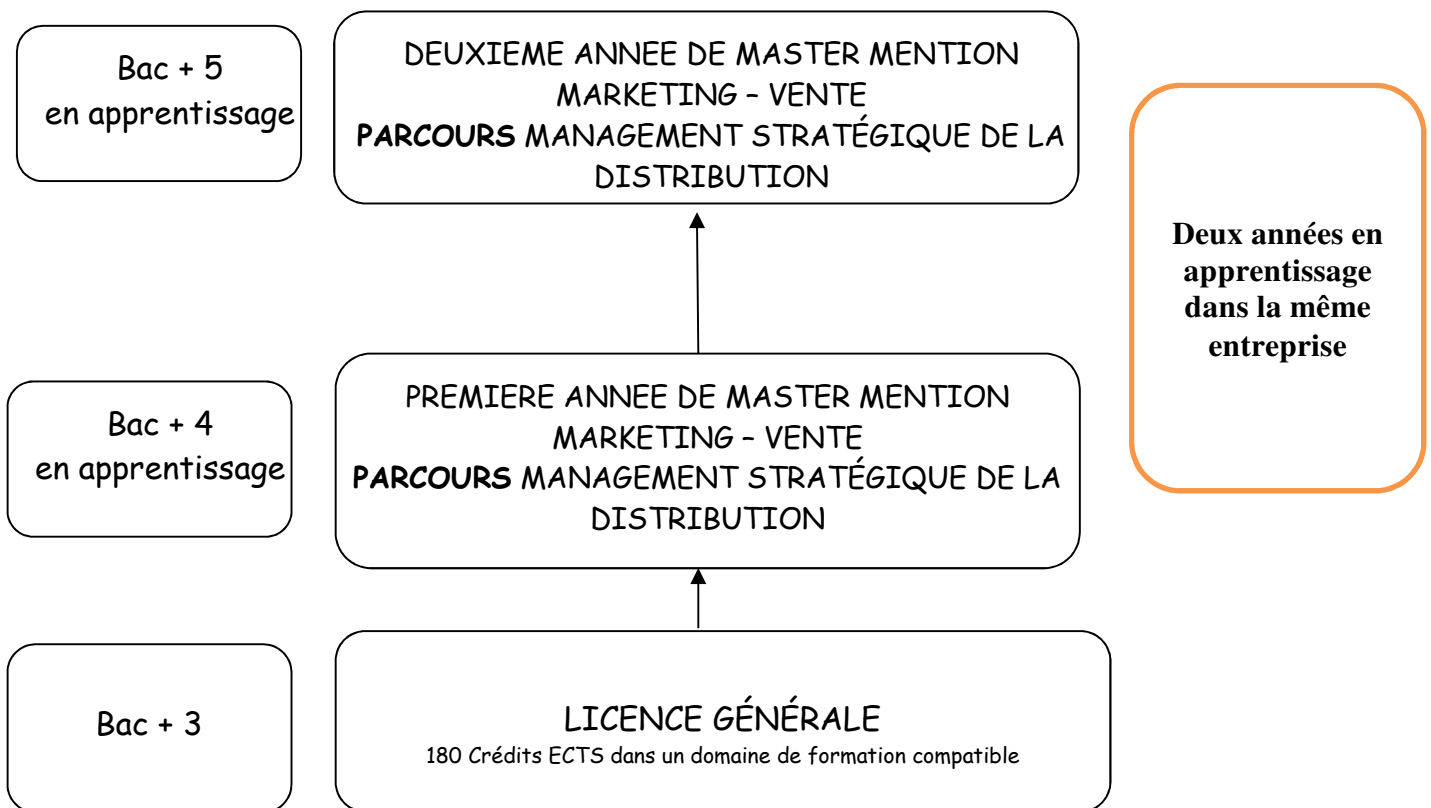 Bac + 5
en apprentissage
DEUXIEME ANNEE DE MASTER MENTION
MARKETING – VENTE
PARCOURS MANAGEMENT STRATÉGIQUE DE LA
DISTRIBUTION
Deux années en
apprentissage
dans la même
entreprise
Bac + 4
en apprentissage
PREMIERE ANNEE DE MASTER MENTION
MARKETING – VENTE
PARCOURS MANAGEMENT STRATÉGIQUE DE LA
DISTRIBUTION
Bac + 3
LICENCE GÉNÉRALE
180 Crédits ECTS dans un domaine de formation compatible